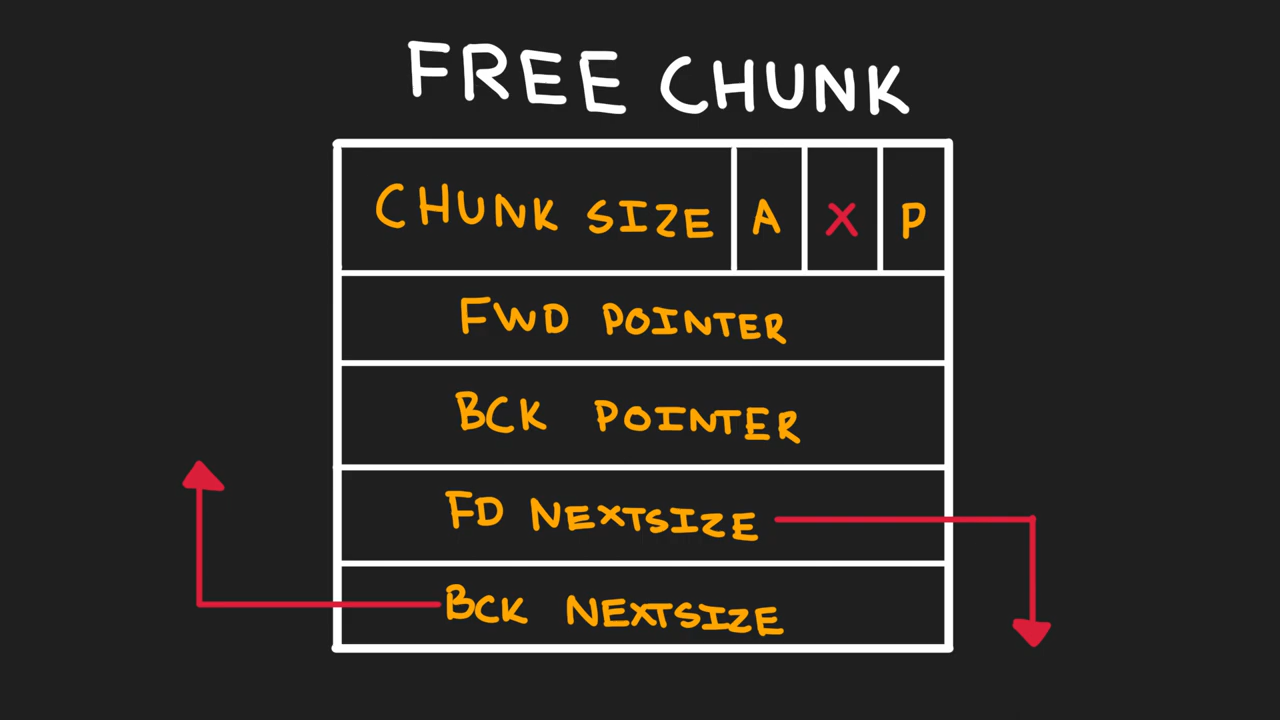 FREE CHUNK
CHUNK SIZE A X P
FWD POINTER
BCK POINTER
FD NEXTSIZE
BCK NEXTSIZE